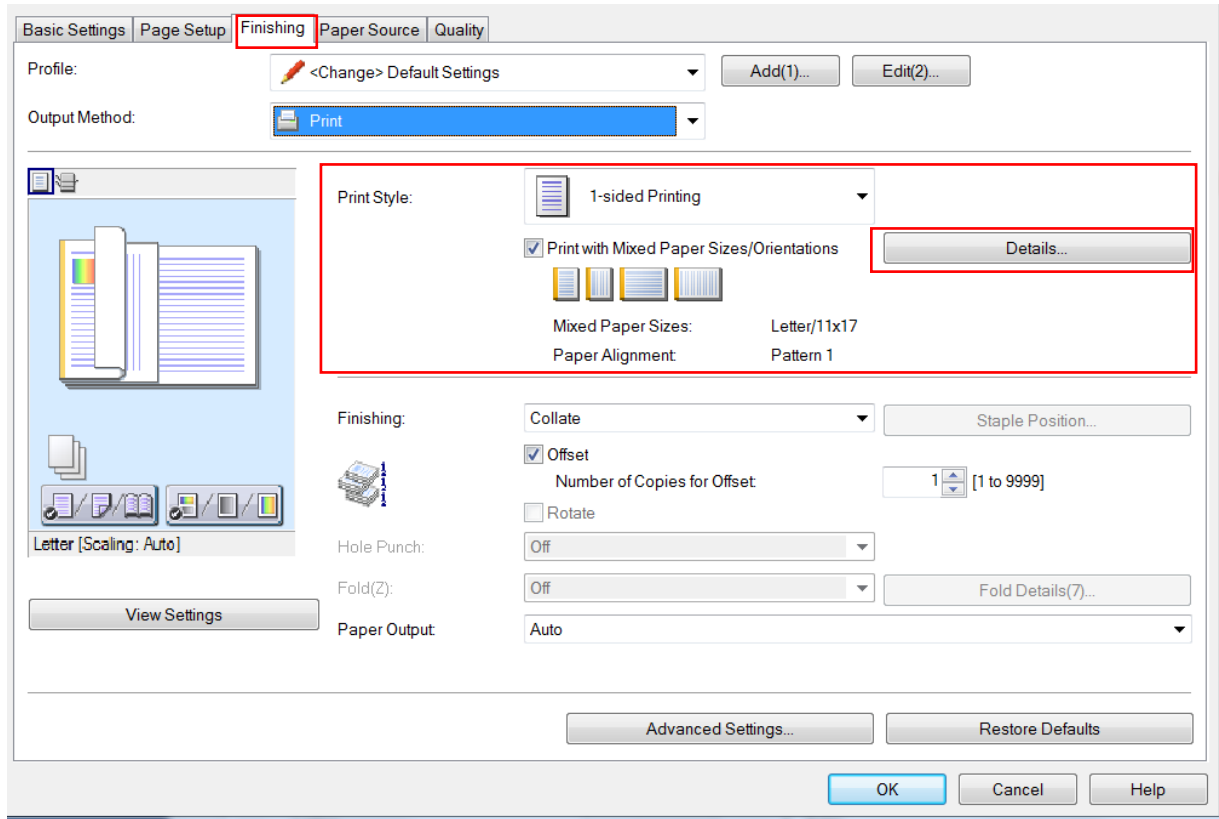 Basic Settings Page Setup Finishing Paper Source Quality
Profile: <Change> Default Settings Add(1)... Edit(2)...
Output Method: Print
Print Style: 1-sided Printing
Print with Mixed Paper Sizes/Orientations Details...
Mixed Paper Sizes: Letter/11x17
Paper Alignment: Pattern 1
Finishing: Collate Staple Position...
Offset
Number of Copies for Offset: 1 [1 to 9999]
Rotate
Letter [Scaling: Auto]
Hole Punch: Off
Fold(Z): Off Fold Details(7)...
View Settings
Paper Output: Auto
Advanced Settings... Restore Defaults
OK Cancel Help